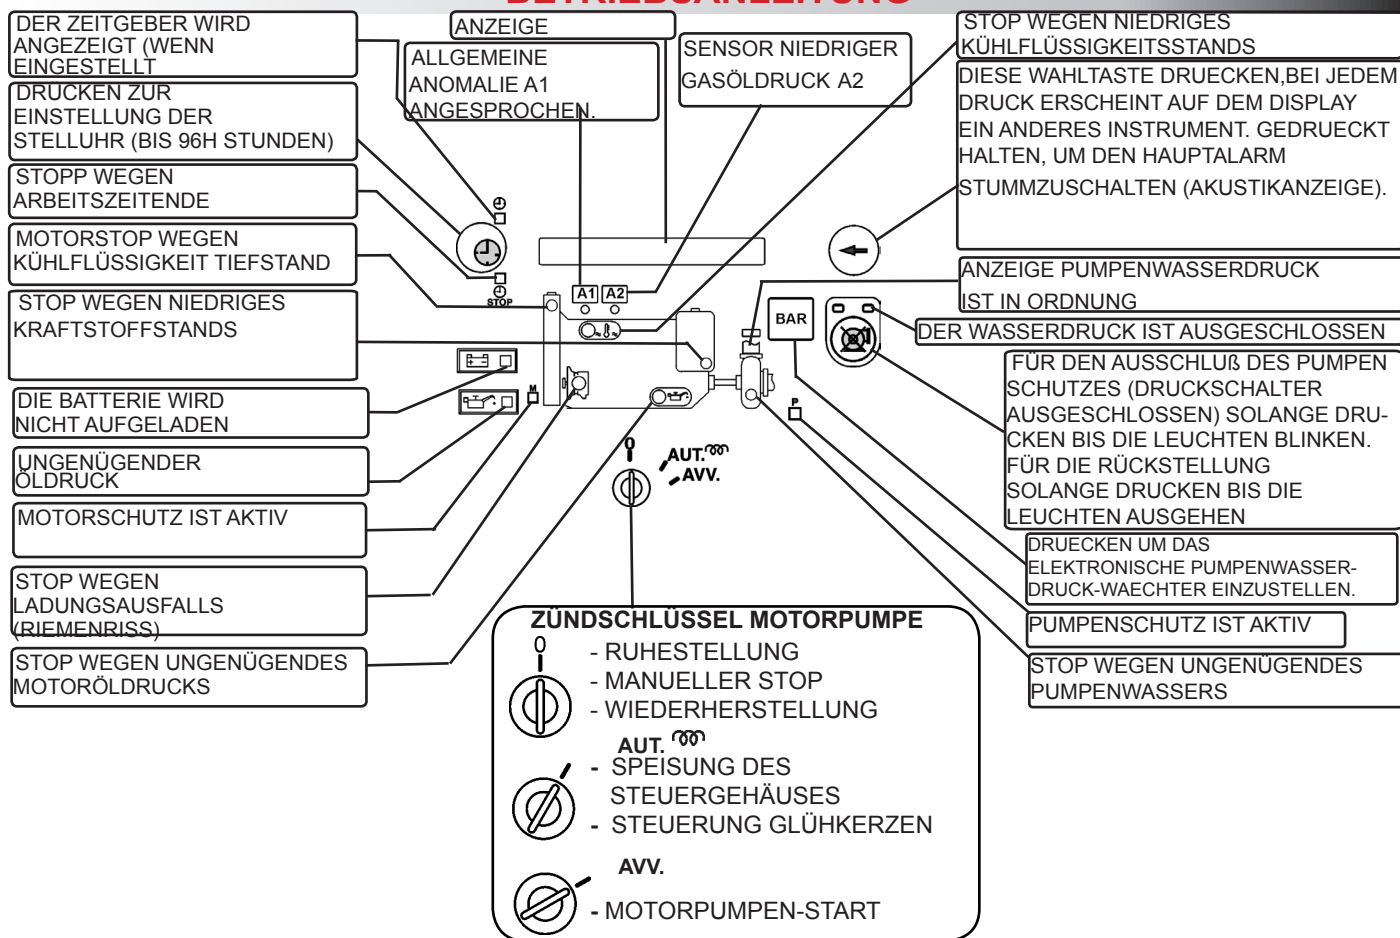 BETRIEBSANLEITUNG
DER ZEITGEBER WIRD
ANGEZEIGT (WENN
EINGESTELLT
DRUCKEN ZUR
EINSTELLUNG DER
STELLUHR (BIS 96H STUNDEN)
STOPP WEGEN
ARBEITSZEITENDE
MOTORSTOP WEGEN
KÜHLFLÜSSIGKEIT TIEFSTAND
STOP WEGEN NIEDRIGES
KRAFTSTOFFSTANDS
DIE BATTERIE WIRD
NICHT AUFGELADEN
UNGENÜGENDER
ÖLDRUCK
MOTORSCHUTZ IST AKTIV
STOP WEGEN
LADUNGSAUSFALLS
(RIEMENRISS)
STOP WEGEN UNGENÜGENDES
MOTORÖLDRUCKS
ANZEIGE
ALLGEMEINE
ANOMALIE A1
ANGESPROCHEN.
SENSOR NIEDRIGER
GASÖLDRUCK A2
STOP
A1 A2
M
BAR
P
0
AUT.
AVV.
STOP WEGEN NIEDRIGES
KÜHLFLÜSSIGKEITSSTANDS
DIESE WAHLTASTE DRUECKEN,BEI JEDEM
DRUCK ERSCHEINT AUF DEM DISPLAY
EIN ANDERES INSTRUMENT. GEDRUECKT
HALTEN, UM DEN HAUPTALARM
STUMMZUSCHALTEN (AKUSTIKANZEIGE).
ANZEIGE PUMPENWASSERDRUCK
IST IN ORDNUNG
DER WASSERDRUCK IST AUSGESCHLOSSEN
FÜR DEN AUSSCHLUß DES PUMPEN
SCHUTZES (DRUCKSCHALTER
AUSGESCHLOSSEN) SOLANGE DRU-
CKEN BIS DIE LEUCHTEN BLINKEN.
FÜR DIE RÜCKSTELLUNG
SOLANGE DRUCKEN BIS DIE
LEUCHTEN AUSGEHEN
DRUECKEN UM DAS
ELEKTRONISCHE PUMPENWASSER-
DRUCK-WAECHTER EINZUSTELLEN.
PUMPENSCHUTZ IST AKTIV
STOP WEGEN UNGENÜGENDES
PUMPENWASSERS
ZÜNDSCHLÜSSEL MOTORPUMPE
0
- RUHESTELLUNG
- MANUELLER STOP
- WIEDERHERSTELLUNG
AUT.
- SPEISUNG DES
STEUERGEHÄUSES
- STEUERUNG GLÜHKERZEN
AVV.
- MOTORPUMPEN-START